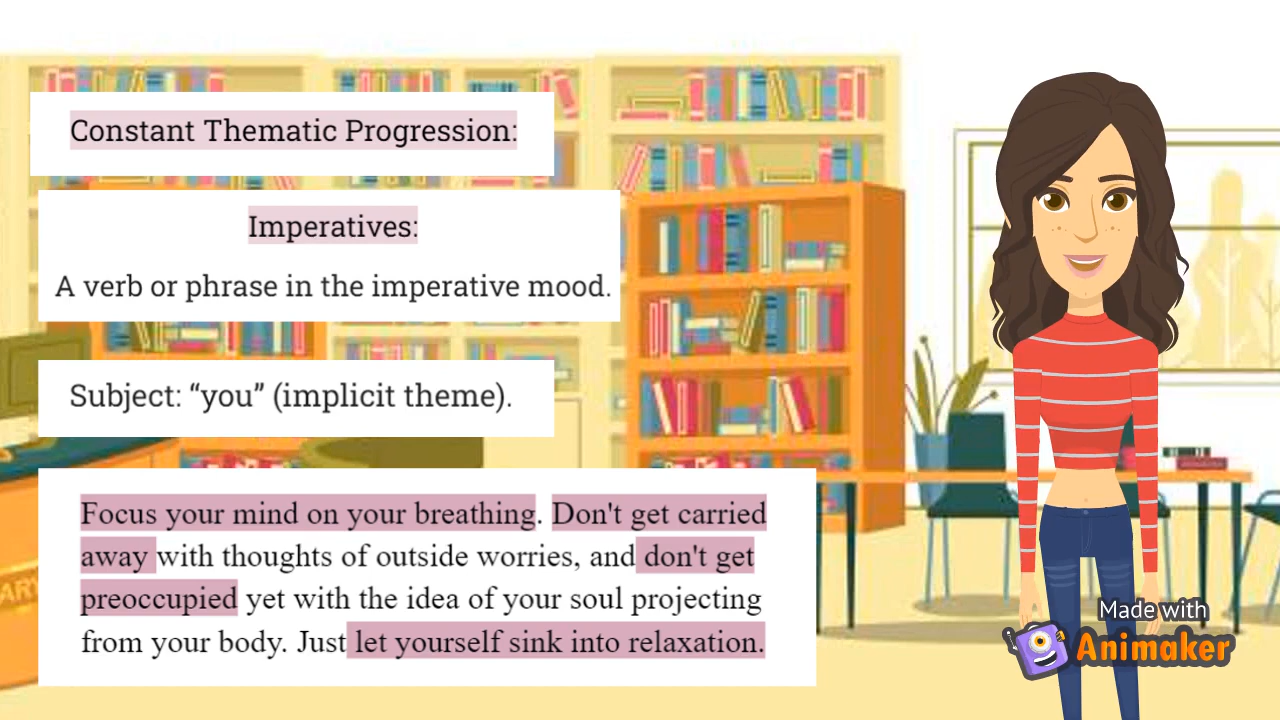 Constant Thematic Progression:
Imperatives:
A verb or phrase in the imperative mood.
Subject: “you” (implicit theme).
Focus your mind on your breathing. Don't get carried
away with thoughts of outside worries, and don't get
preoccupied yet with the idea of your soul projecting
from your body. Just let yourself sink into relaxation.
ARY
Made with
Animaker